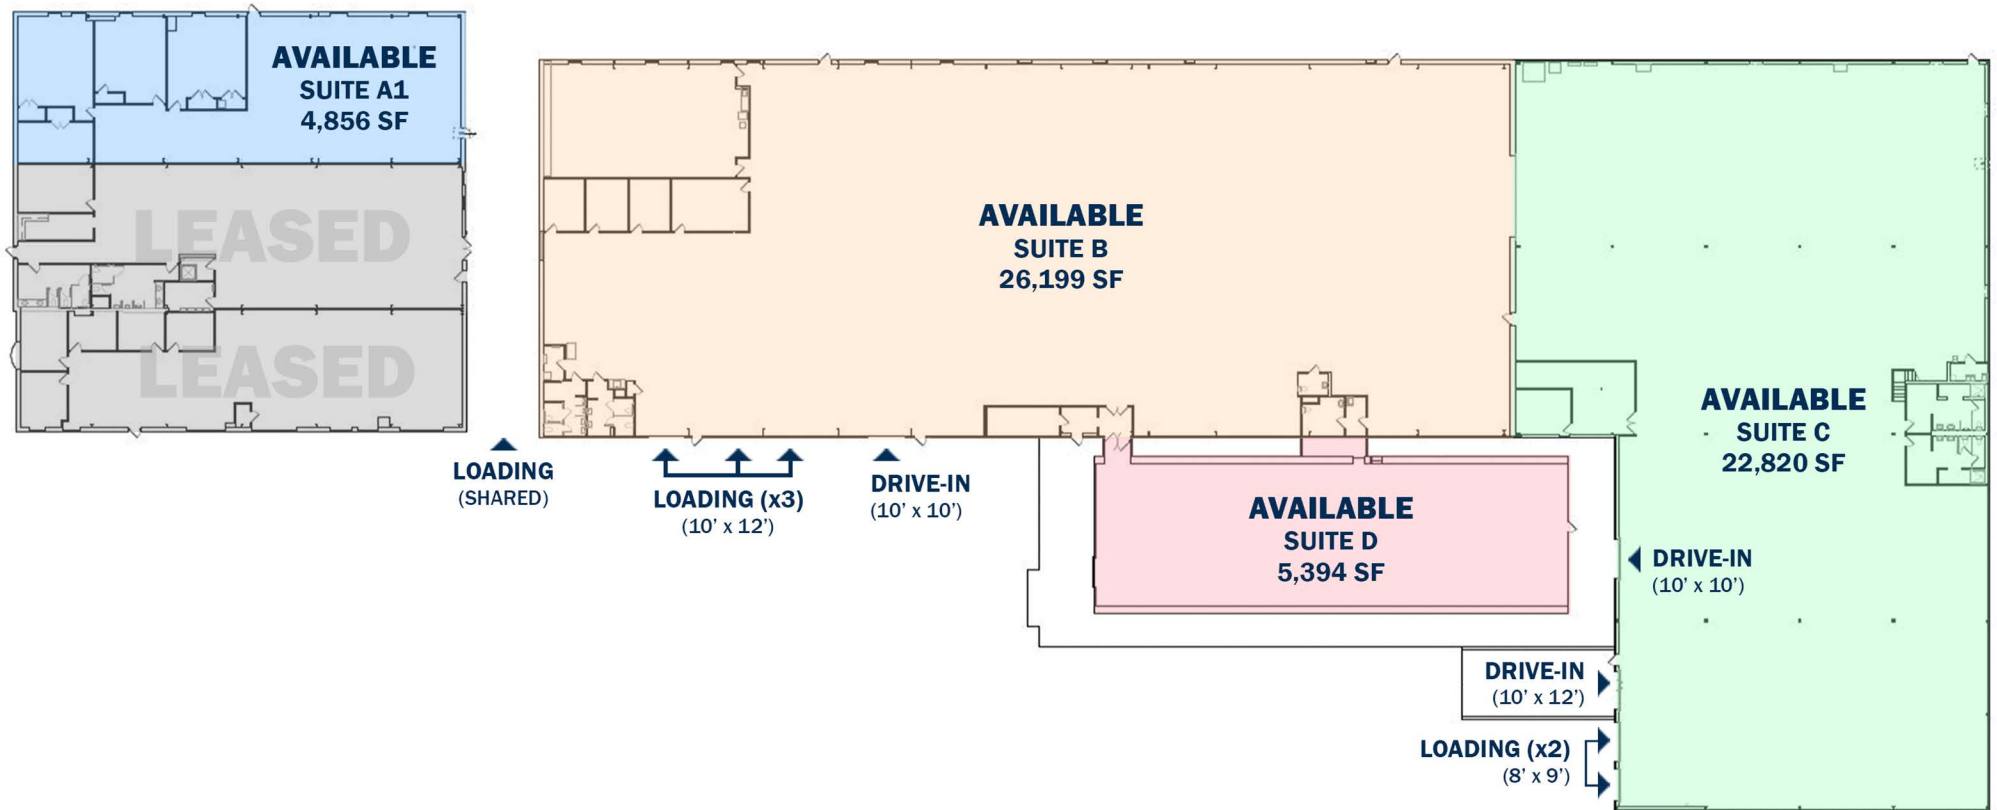 AVAILABLE
SUITE A1
4,856 SF
LEASED
LEASED
LOADING
(SHARED)
AVAILABLE
SUITE B
26,199 SF
LOADING (x3)
(10’ x 12’)
DRIVE-IN
(10’ x 10’)
AVAILABLE
SUITE D
5,394 SF
AVAILABLE
SUITE C
22,820 SF
DRIVE-IN
(10’ x 10’)
DRIVE-IN
(10’ x 12’)
LOADING (x2)
(8’ x 9’)